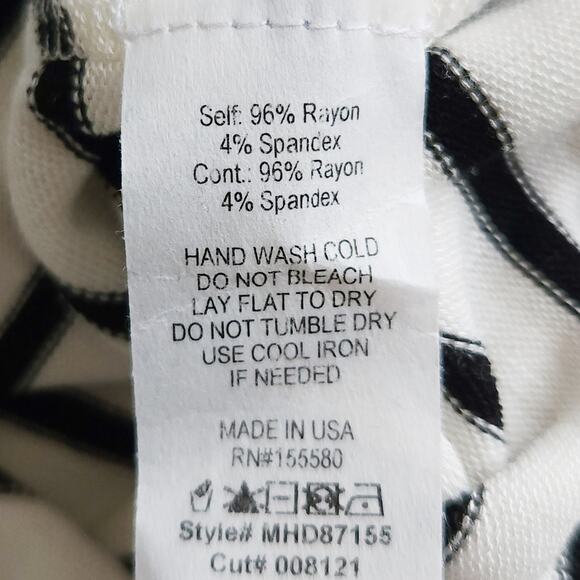 Self: 96% Rayon
4% Spandex
Cont.: 96% Rayon
4% Spandex
HAND WASH COLD
DO NOT BLEACH
LAY FLAT TO DRY
DO NOT TUMBLE DRY
USE COOL IRON
IF NEEDED
MADE IN USA
RN#155580
Style# MHD87155
Cut# 008121